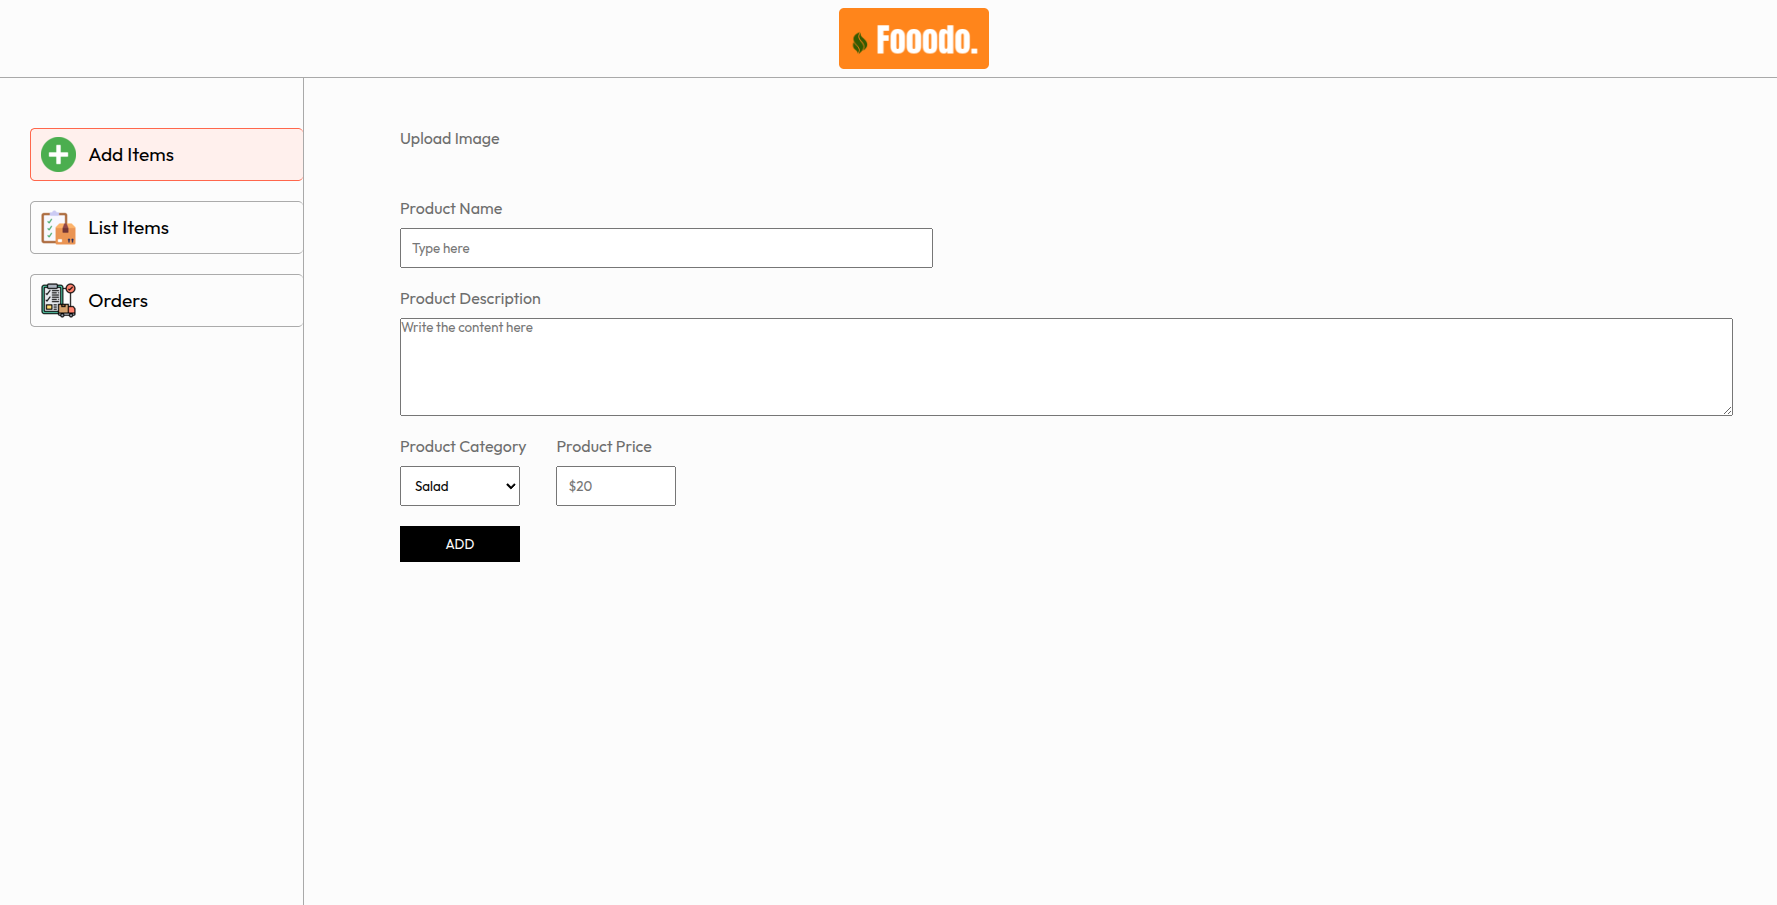 Fooodo.
Add Items
List Items
Orders
Upload Image
Product Name
Type here
Product Description
Write the content here
Product Category Product Price
Salad $20
ADD